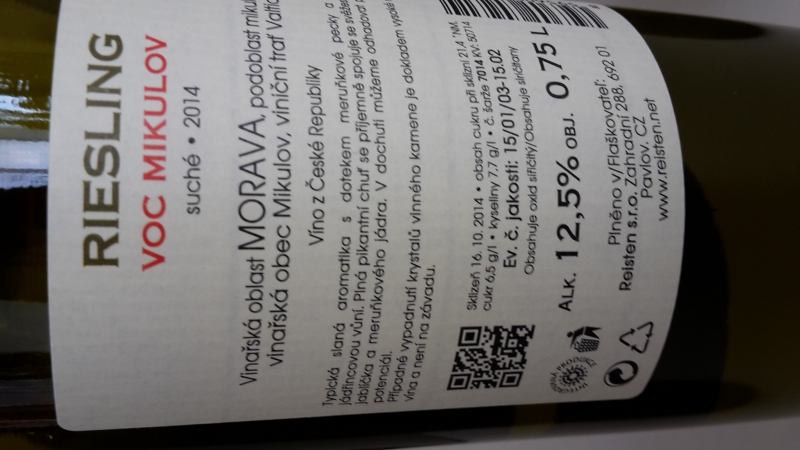 RIESLING
VOC MIKULOV
suché • 2014
Vinařská oblast MORAVA, podoblast
vinařská obec Mikulov, viniční trať
Víno z České Republiky
Typická slaná aromatika s dotekem meruňkové pecky a
jádřincovou vůní. Plná pikantní chuť se příjemně spojuje se
jablíčka a meruňkového jádra. V dochuti můžeme odhadovat
potenciál.
Případné vypadnutí krystalů vinného kamene je dokladem vysoké
vína a není na závadu.
Sklizeň 16. 10. 2014 • obsah cukru při sklizni 21,4 °NM
cukr 6,5 g/l • kyseliny 7,7 g/l • č. šarže 7014 KV: 50714
Ev. č. jakosti: 15/01/03-15.02
Obsahuje oxid siřičitý/Obsahuje siričitany
ALK. 12,5% OBJ. 0,75 L
Plněno v/Flaškovateľ:
Reisten s.r.o. Zahradní 288, 692 01
Pavlov, CZ
www.reisten.net